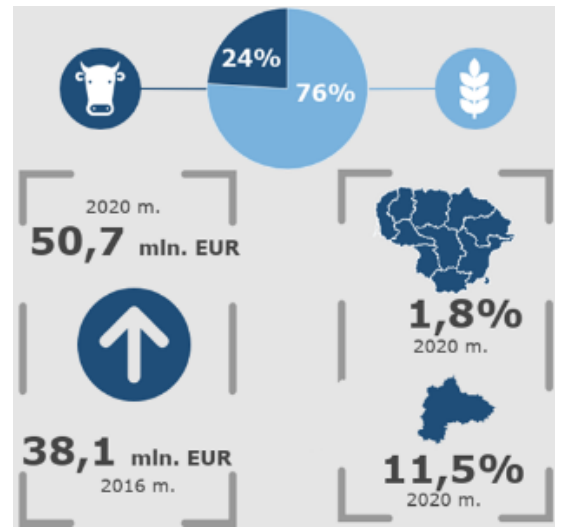 24%
76%
2020 m.
50,7 mln. EUR
38,1 mln. EUR
2016 m.
1,8%
2020 m.
11,5%
2020 m.